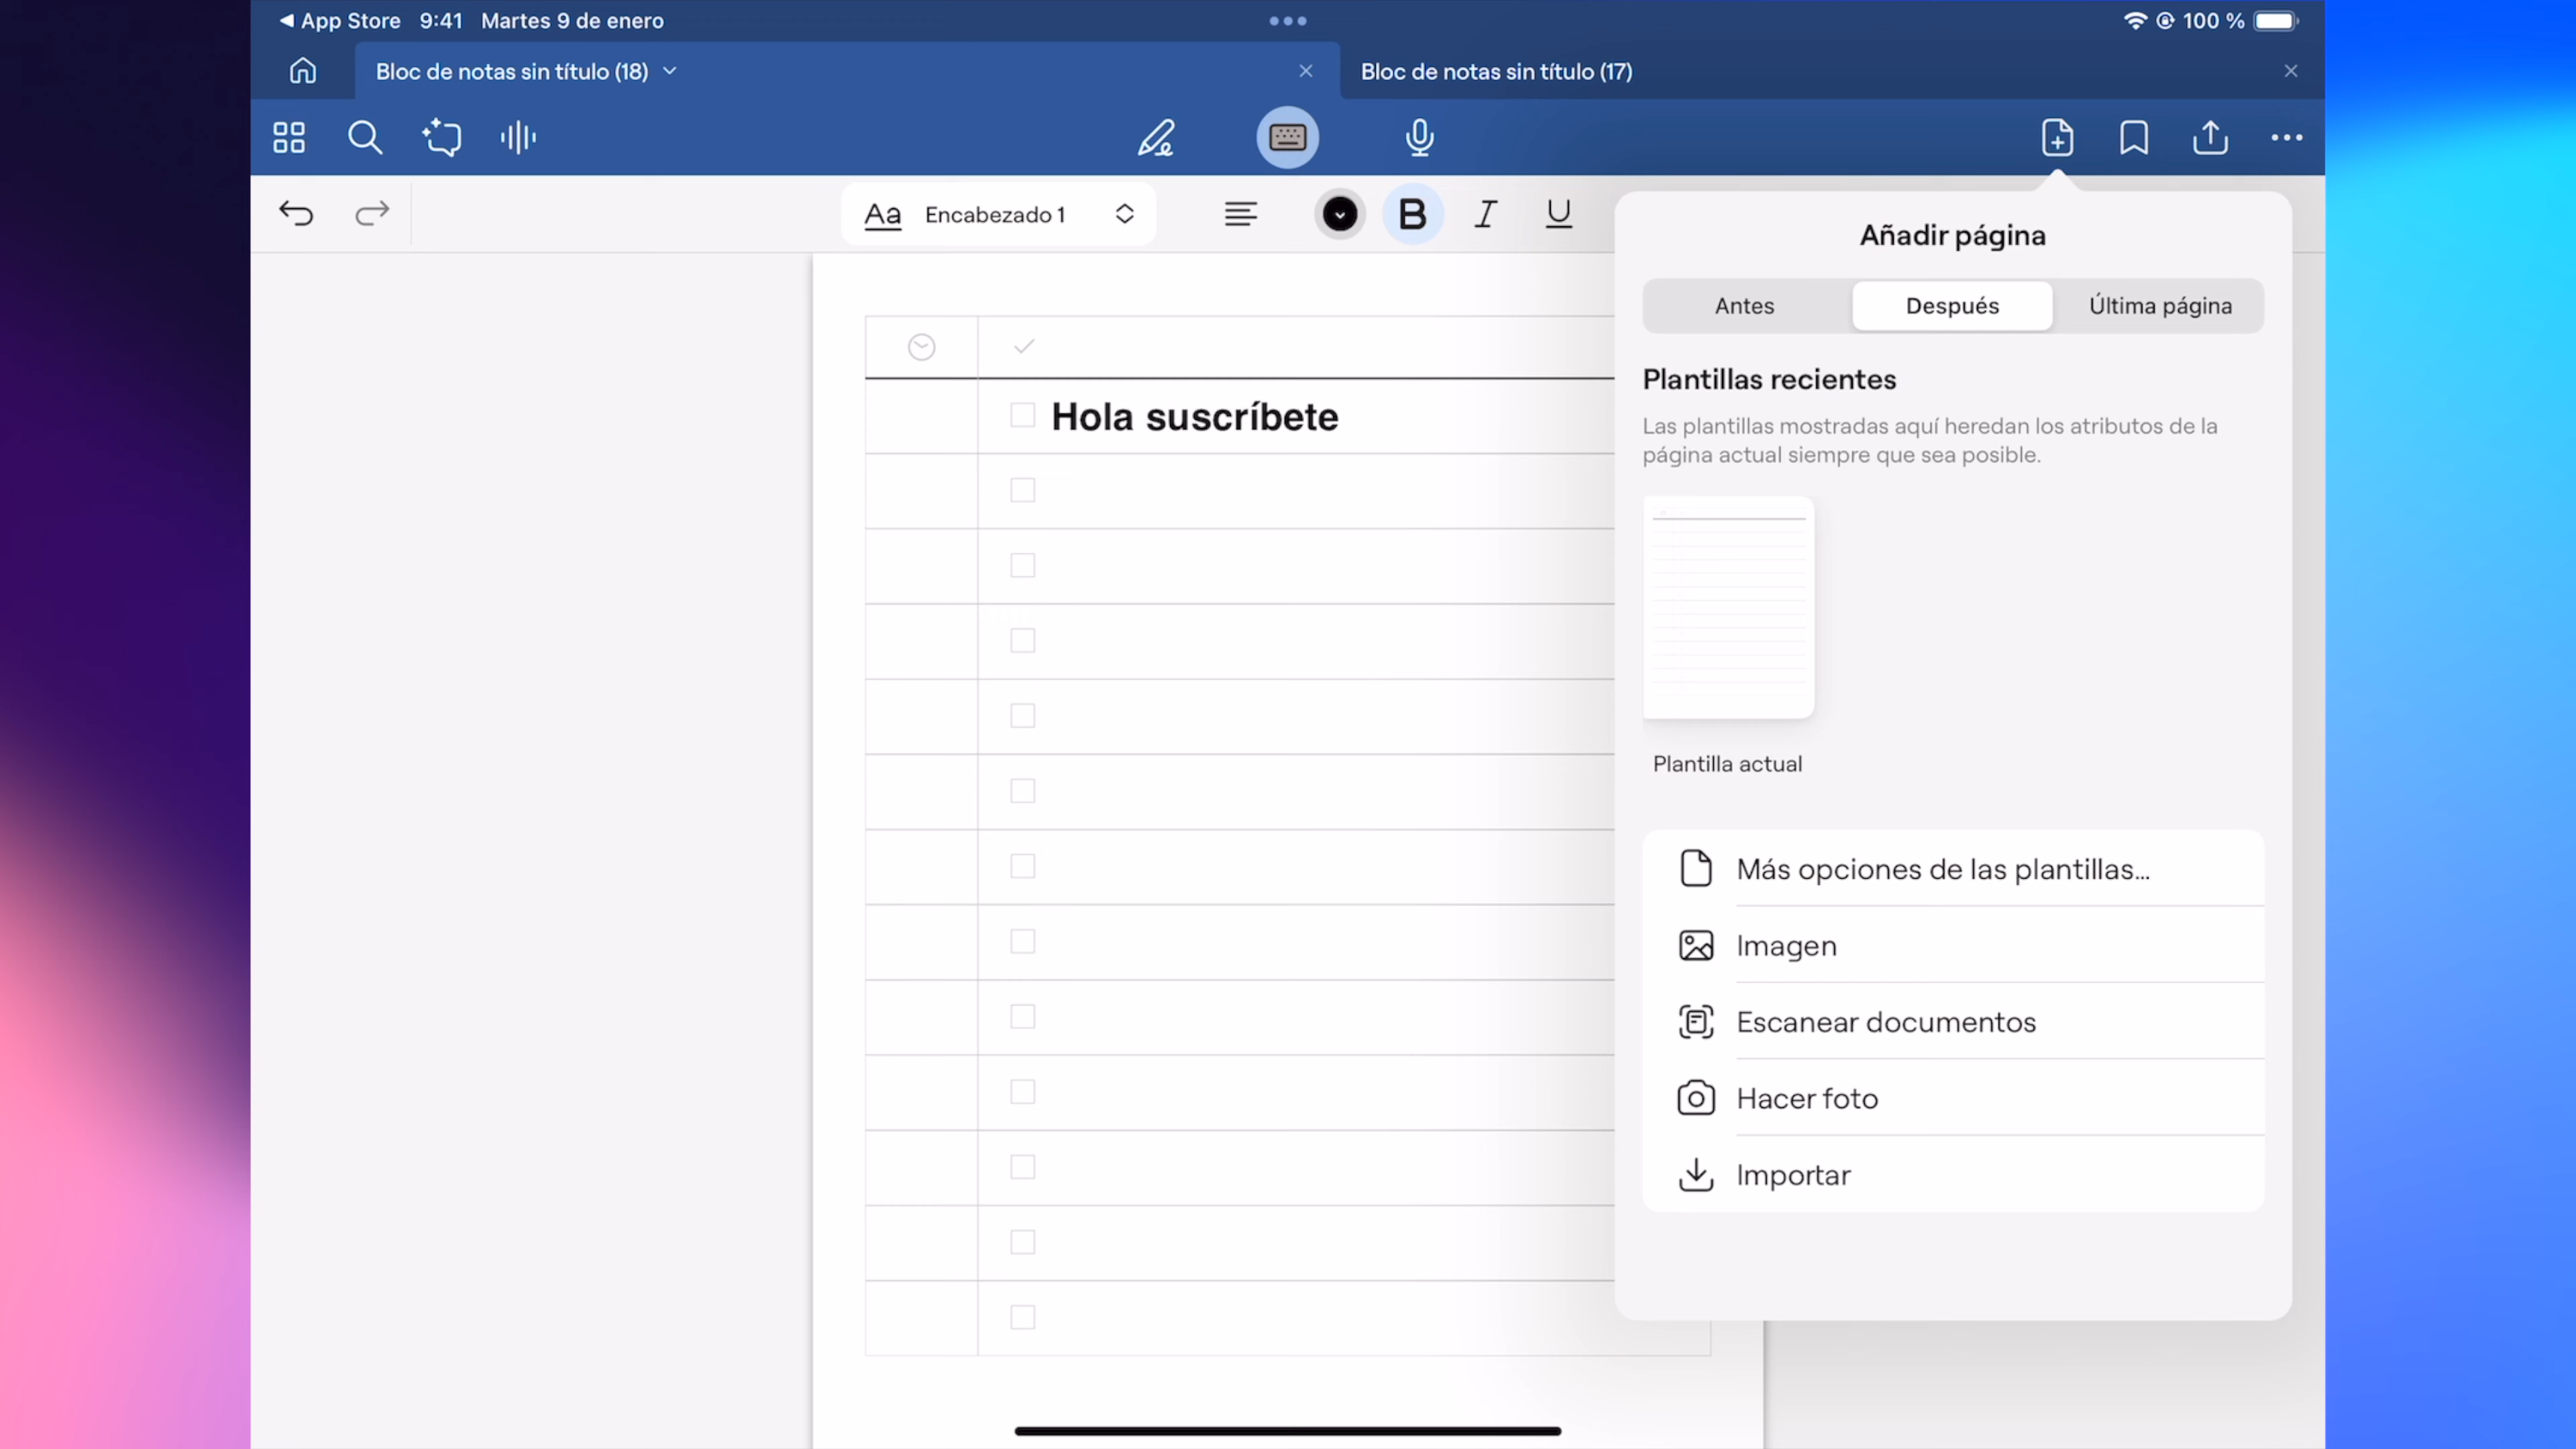 App Store 9:41 Martes 9 de enero 100 %
Bloc de notas sin título (18) Bloc de notas sin título (17)
Aa Encabezado 1 B I U
Añadir página
Antes Después Última página
Plantillas recientes
Las plantillas mostradas aquí heredan los atributos de la
página actual siempre que sea posible.
Plantilla actual
Más opciones de las plantillas...
Imagen
Escanear documentos
Hacer foto
Importar
Hola suscríbete